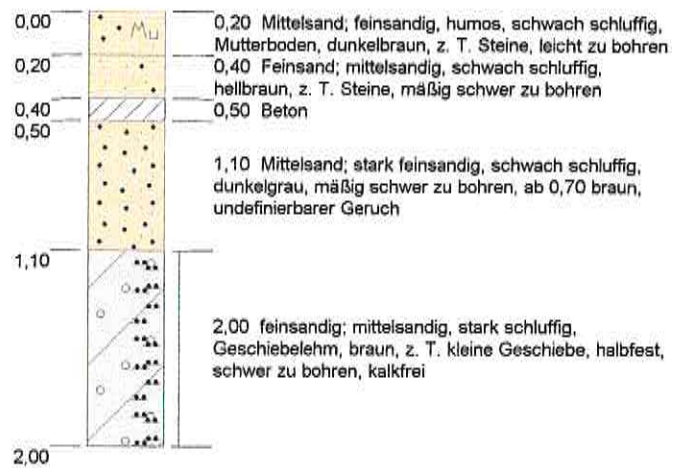 0,00
Mu
0,20 Mittelsand; feinsandig, humos, schwach schluffig,
Mutterboden, dunkelbraun, z. T. Steine, leicht zu bohren
0,20
0,40 Feinsand; mittelsandig, schwach schluffig,
hellbraun, z. T. Steine, mäßig schwer zu bohren
0,40
0,50 Beton
0,50
1,10 Mittelsand; stark feinsandig, schwach schluffig,
dunkelgrau, mäßig schwer zu bohren, ab 0,70 braun,
undefinierbarer Geruch
1,10
2,00 feinsandig; mittelsandig, stark schluffig,
Geschiebelehm, braun, z. T. kleine Geschiebe, halbfest,
schwer zu bohren, kalkfrei
2,00